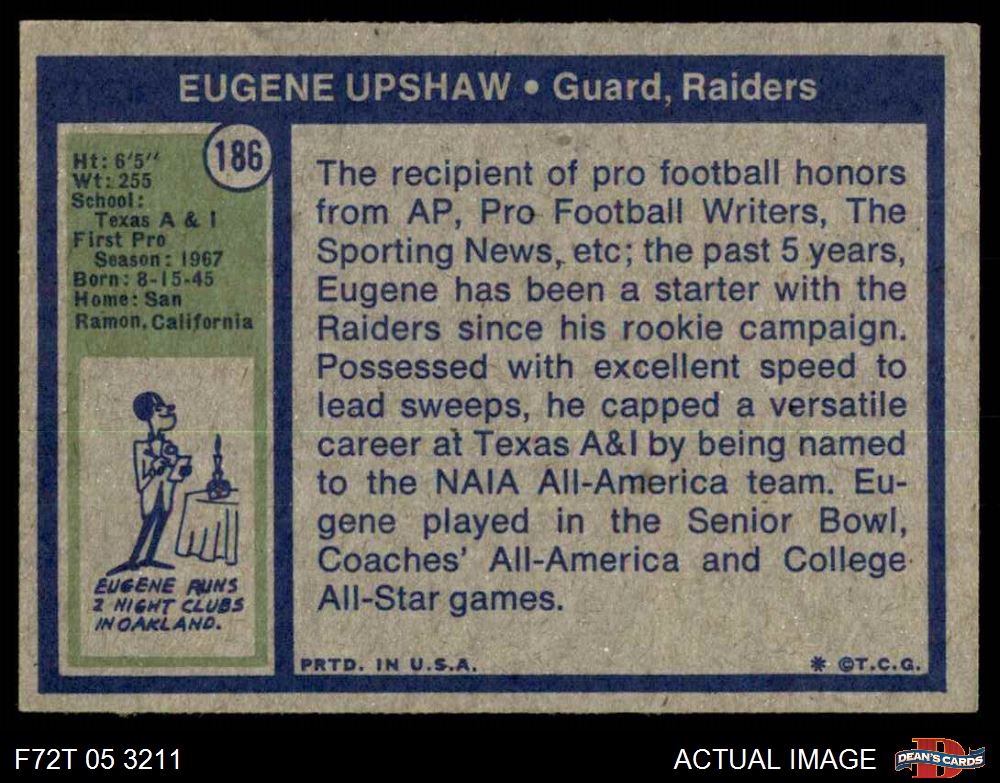 EUGENE UPSHAW • Guard, Raiders
186
Ht: 6'5"
Wt: 255
School:
Texas A & I
First Pro
Season: 1967
Born: 8-15-45
Home: San
Ramon, California
EUGENE RUNS
2 NIGHT CLUBS
IN OAKLAND.
The recipient of pro football honors
from AP, Pro Football Writers, The
Sporting News, etc; the past 5 years,
Eugene has been a starter with the
Raiders since his rookie campaign.
Possessed with excellent speed to
lead sweeps, he capped a versatile
career at Texas A&I by being named
to the NAIA All-America team. Eu-
gene played in the Senior Bowl,
Coaches' All-America and College
All-Star games.
PRTD. IN U.S.A.
* ©T.C.G.
F72T 05 3211
ACTUAL IMAGE
D
DEAN'S CARDS